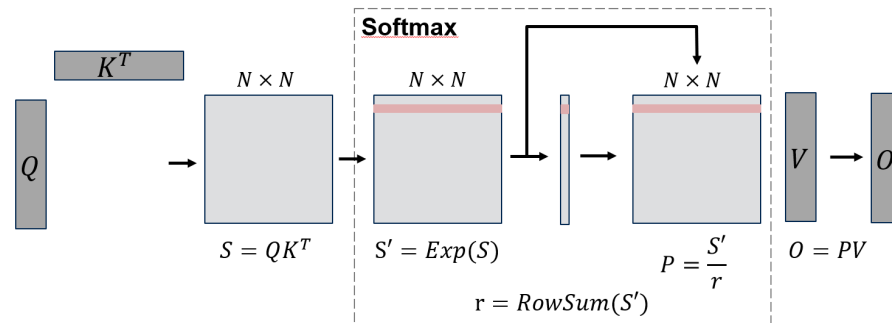 Softmax
K^T
N × N
N × N
N × N
Q
V
O
S = QK^T
S′ = Exp(S)
P = S′/r
O = PV
r = RowSum(S′)